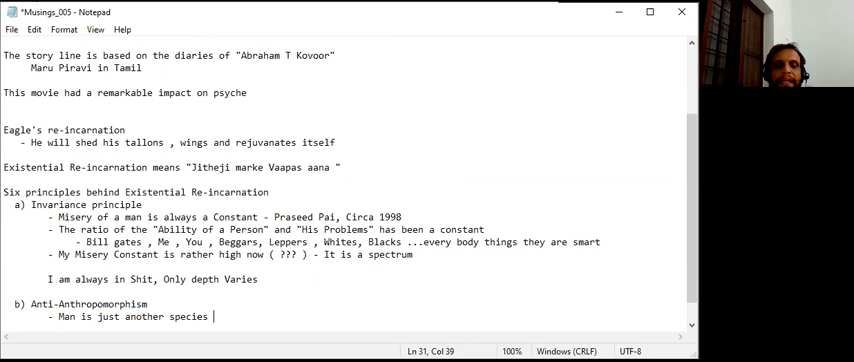 *Musings_005 - Notepad
File Edit Format View Help
The story line is based on the diaries of "Abraham T Kovoor"
Maru Piravi in Tamil
This movie had a remarkable impact on psyche
Eagle's re-incarnation
- He will shed his tallons , wings and rejuvanates itself
Existential Re-incarnation means "Jitheji marke Vaapas aana "
Six principles behind Existential Re-incarnation
a) Invariance principle
- Misery of a man is always a Constant - Praseed Pai, Circa 1998
- The ratio of the "Ability of a Person" and "His Problems" has been a constant
- Bill gates , Me , You , Beggars, Leppers , Whites, Blacks ...every body things they are smart
- My Misery Constant is rather high now ( ??? ) - It is a spectrum
I am always in Shit, Only depth Varies
b) Anti-Anthropomorphism
- Man is just another species
Ln 31, Col 39 100% Windows (CRLF) UTF-8